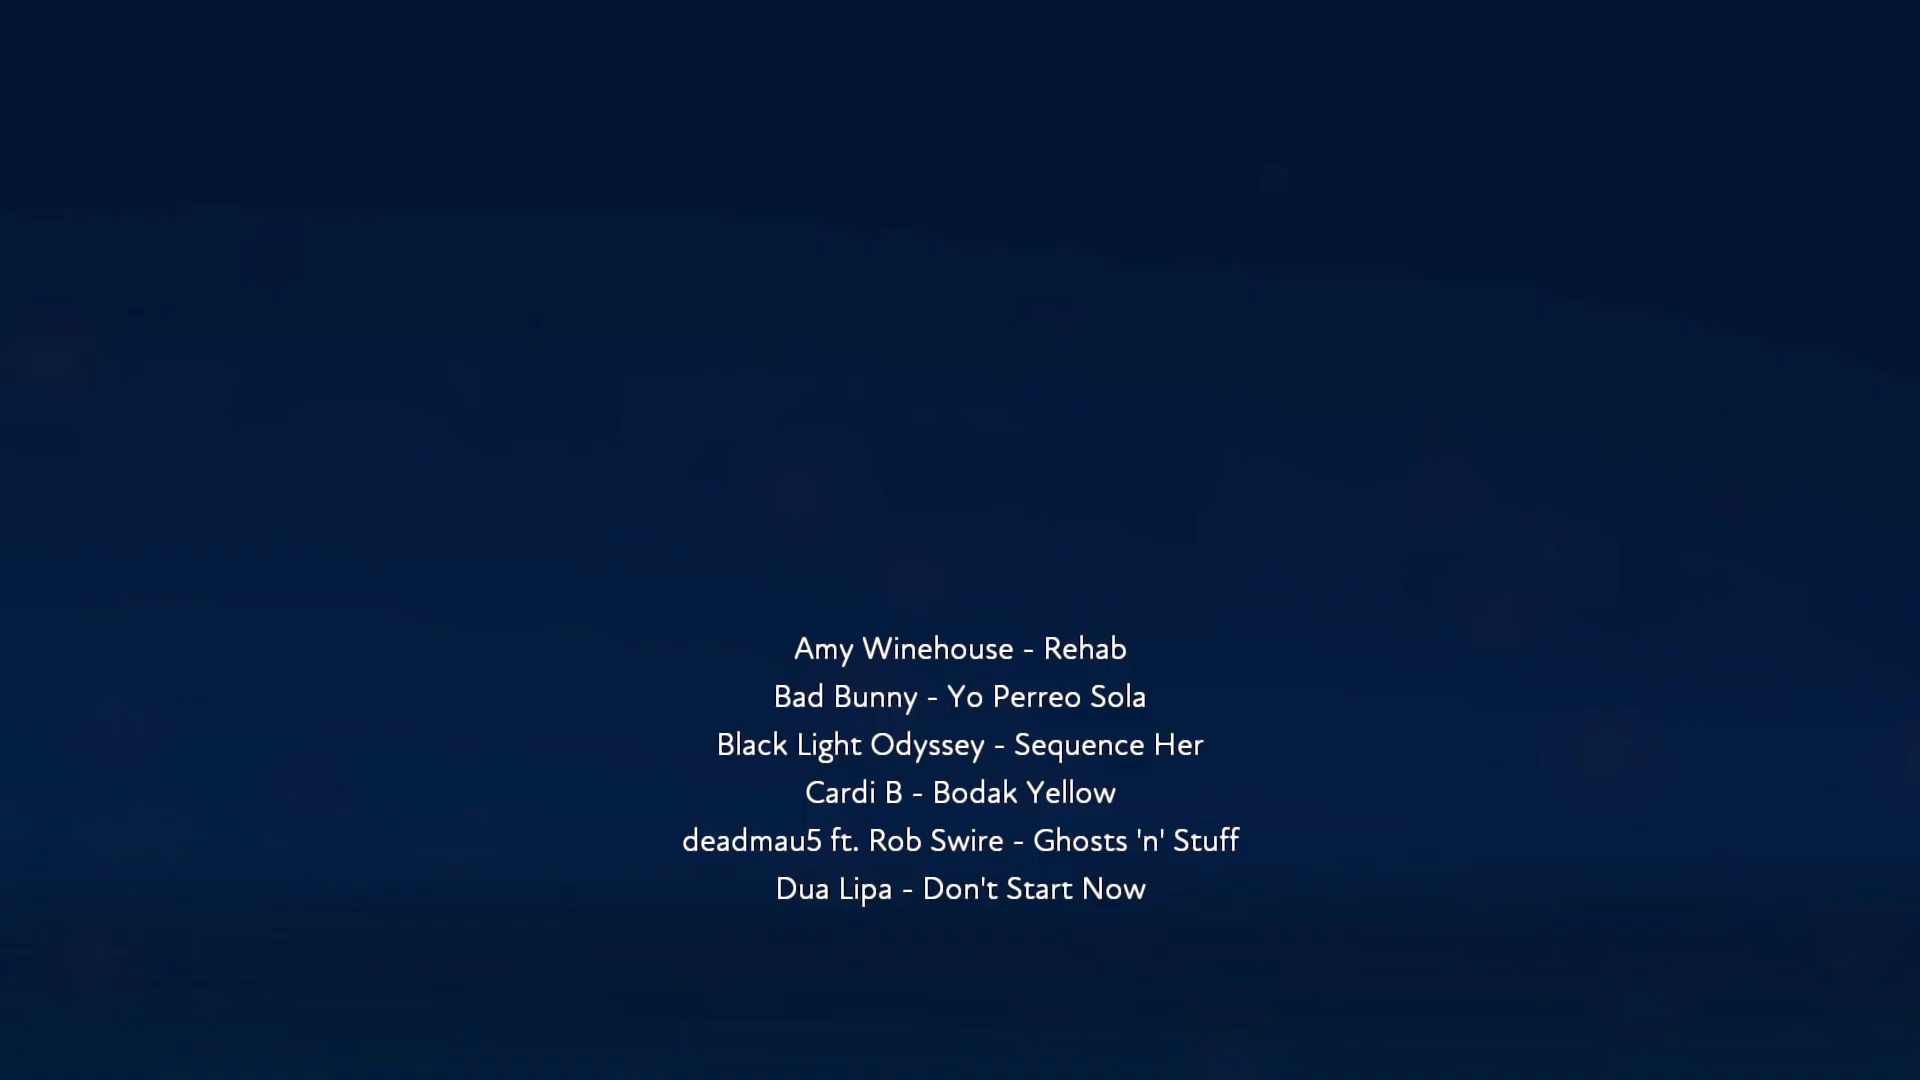 Amy Winehouse - Rehab
Bad Bunny - Yo Perreo Sola
Black Light Odyssey - Sequence Her
Cardi B - Bodak Yellow
deadmau5 ft. Rob Swire - Ghosts 'n' Stuff
Dua Lipa - Don't Start Now